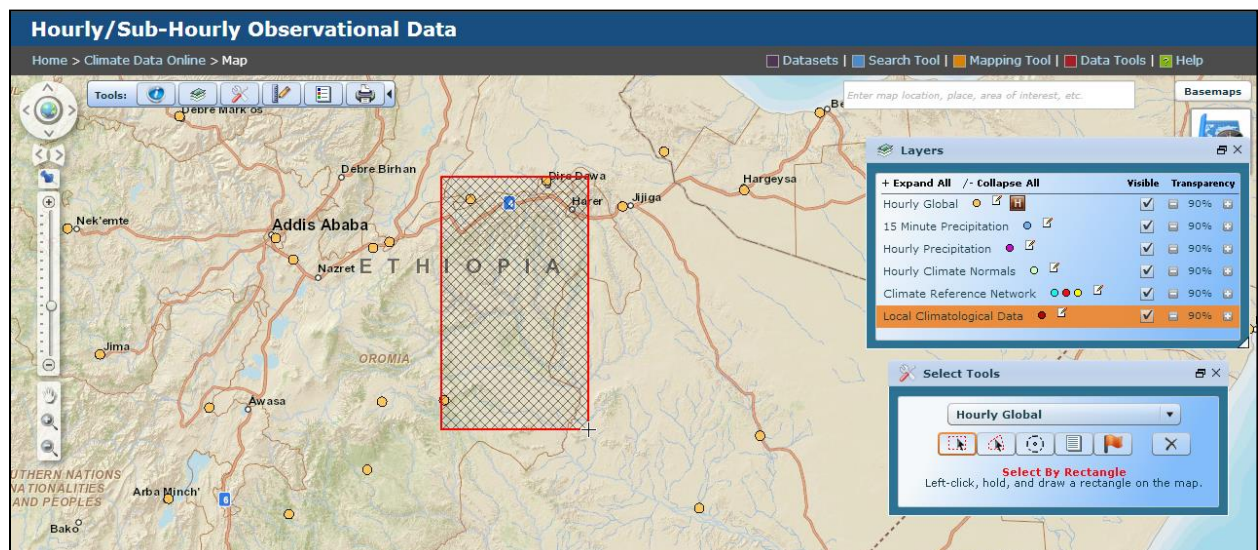 Hourly/Sub-Hourly Observational Data
Home > Climate Data Online > Map
Datasets | Search Tool | Mapping Tool | Data Tools | Help
Tools:
Enter map location, place, area of interest, etc.
Basemaps
Debre Mark'os
Be
Debre Birhan
Dire Dawa
Hargeysa
4
Harer
Jijiga
Nek'emte
Addis Ababa
Nazret
ETHIOPIA
Jima
OROMIA
Awasa
UTHERN NATIONS
NATIONALITIES
AND PEOPLES
Arba Minch'
6
Bako
Layers
+ Expand All /- Collapse All Visible Transparency
Hourly Global H 90%
15 Minute Precipitation 90%
Hourly Precipitation 90%
Hourly Climate Normals 90%
Climate Reference Network 90%
Local Climatological Data 90%
Select Tools
Hourly Global
Select By Rectangle
Left-click, hold, and draw a rectangle on the map.